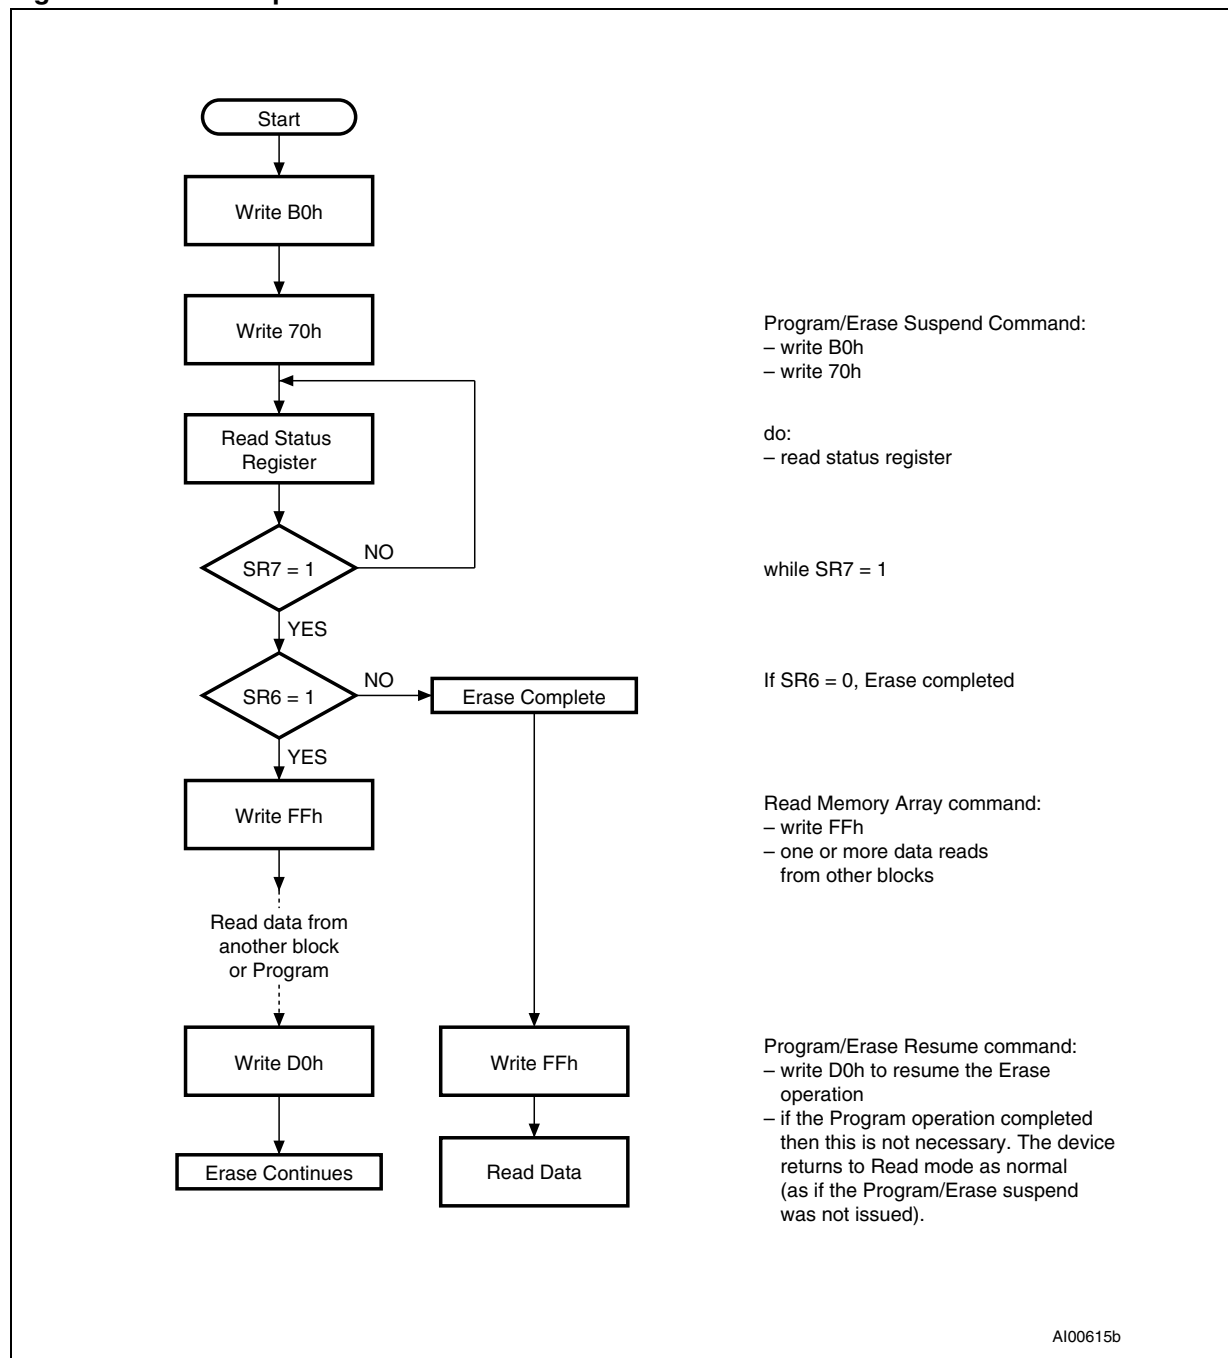 Start
Write B0h
Write 70h
Program/Erase Suspend Command:
– write B0h
– write 70h
Read Status
Register
do:
– read status register
SR7 = 1
NO
while SR7 = 1
YES
SR6 = 1
NO
Erase Complete
If SR6 = 0, Erase completed
YES
Write FFh
Read Memory Array command:
– write FFh
– one or more data reads
from other blocks
Read data from
another block
or Program
Write D0h
Write FFh
Program/Erase Resume command:
– write D0h to resume the Erase
operation
– if the Program operation completed
then this is not necessary. The device
returns to Read mode as normal
(as if the Program/Erase suspend
was not issued).
Erase Continues
Read Data
AI00615b